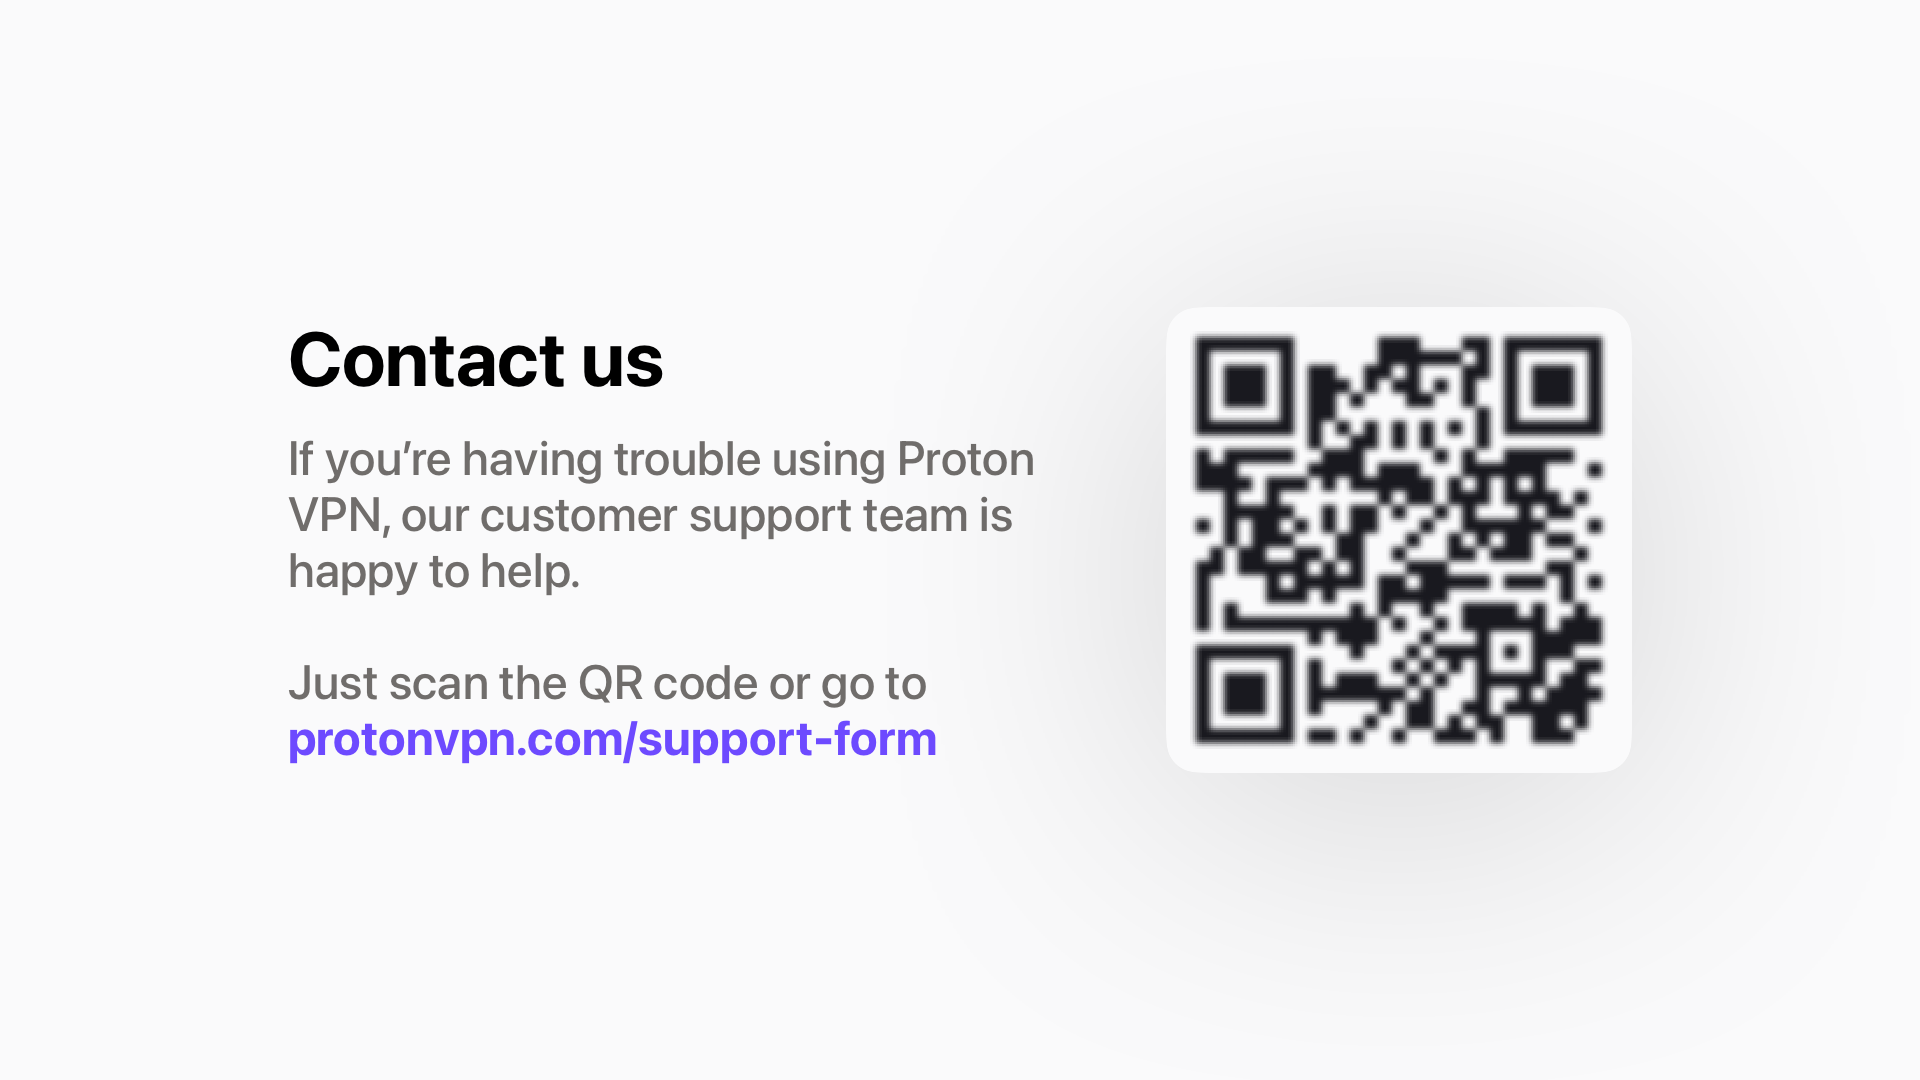 Contact us
If you’re having trouble using Proton
VPN, our customer support team is
happy to help.
Just scan the QR code or go to
protonvpn.com/support-form